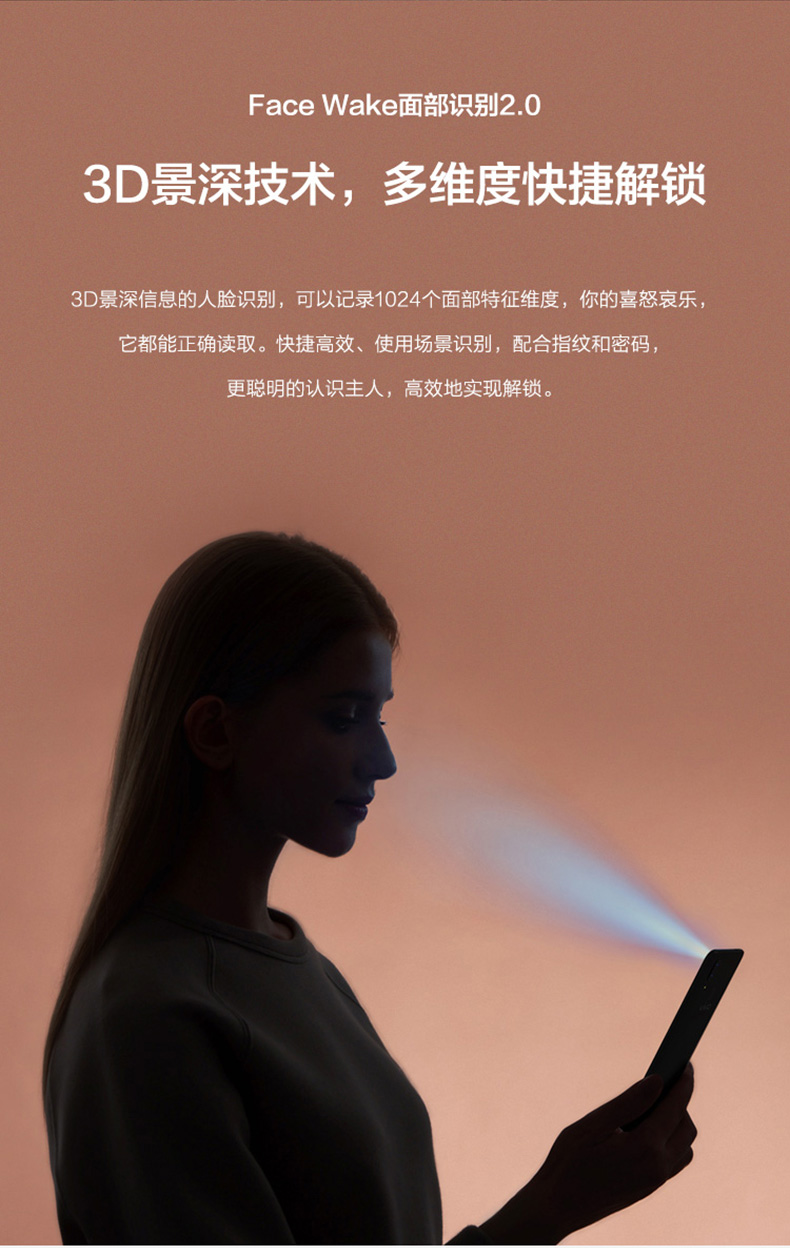 Face Wake面部识别2.0
3D景深技术，多维度快捷解锁
3D景深信息的人脸识别，可以记录1024个面部特征维度，你的喜怒哀乐，
它都能正确读取。快捷高效、使用场景识别，配合指纹和密码，
更聪明的认识主人，高效地实现解锁。